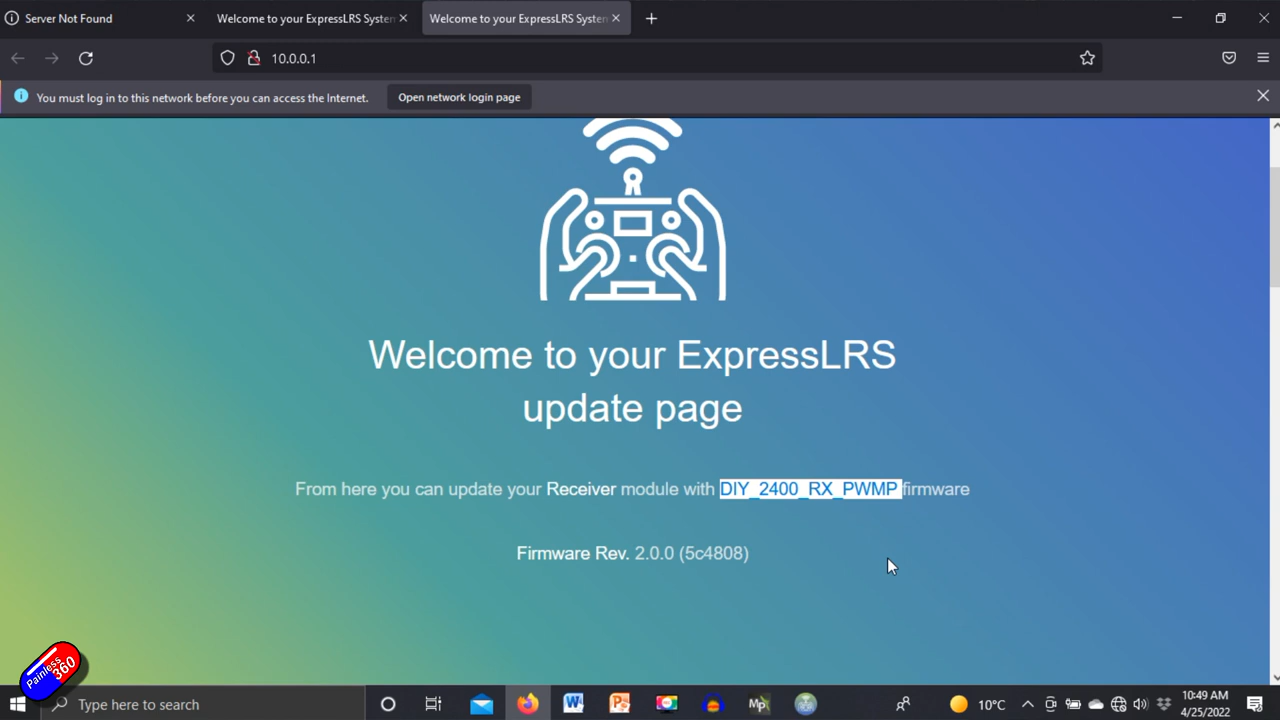 Server Not Found
Welcome to your ExpressLRS System
Welcome to your ExpressLRS System
10.0.0.1
You must log in to this network before you can access the Internet.
Open network login page
Welcome to your ExpressLRS
update page
From here you can update your Receiver module with DIY_2400_RX_PWMP firmware
Firmware Rev. 2.0.0 (5c4808)
Painless
360
Type here to search
10°C
10:49 AM
4/25/2022